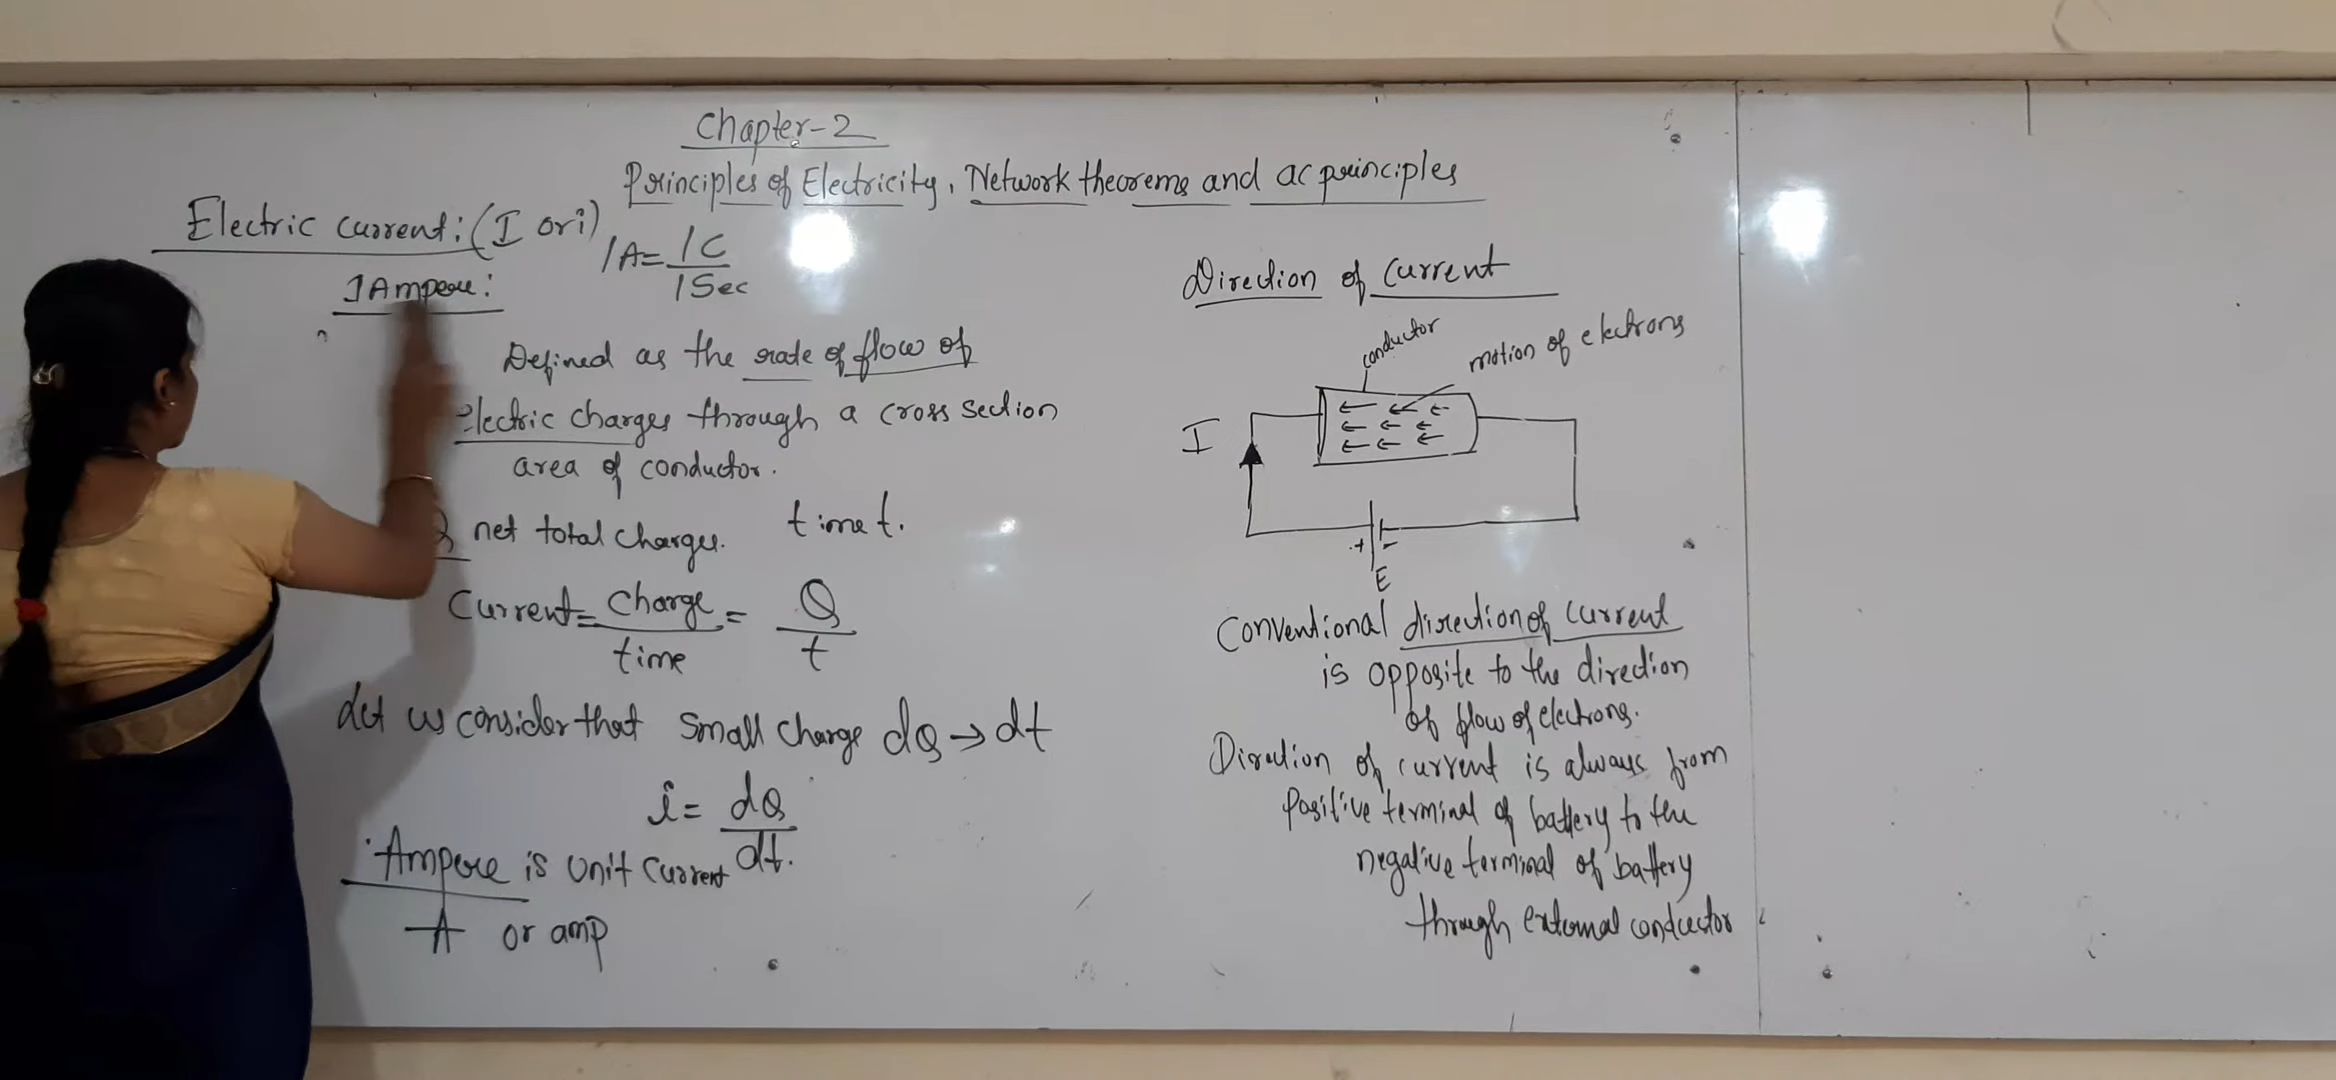 Chapter-2
Principles of Electricity, Network theorems and ac principles
Electric current: (I or i)
1Ampere:
1A = 1C / 1Sec
Defined as the rate of flow of
electric charges through a cross section
area of conductor.
net total charges. time t.
Current = charge / time = Q / t
Let us consider that small charge dQ → dt
i = dQ / dt.
Ampere is unit current
A or amp
Direction of Current
conductor
motion of electrons
I
+ -
E
Conventional direction of current
is opposite to the direction
of flow of electrons.
Direction of current is always from
Positive terminal of battery to the
negative terminal of battery
through external conductor